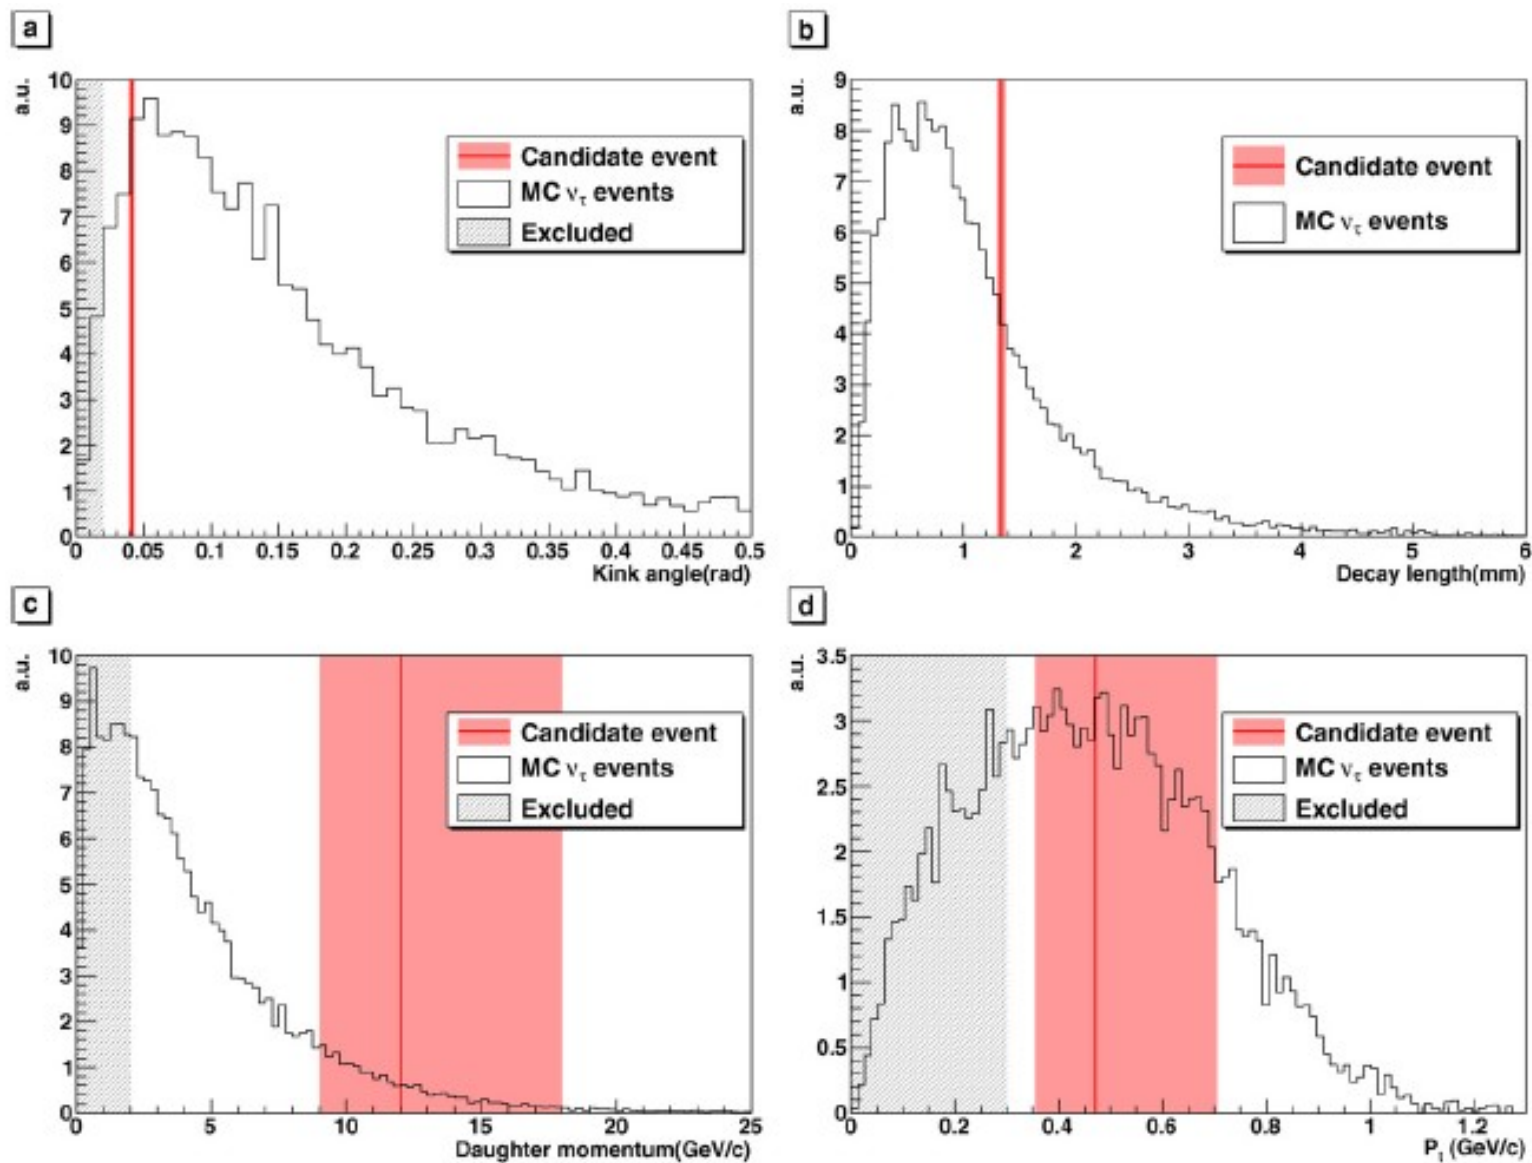 a
a.u.
10
9
8
7
6
5
4
3
2
1
0
Candidate event
MC ντ events
Excluded
0 0.05 0.1 0.15 0.2 0.25 0.3 0.35 0.4 0.45 0.5
Kink angle(rad)
b
a.u.
9
8
7
6
5
4
3
2
1
0
Candidate event
MC ντ events
0 1 2 3 4 5 6
Decay length(mm)
c
a.u.
10
9
8
7
6
5
4
3
2
1
0
Candidate event
MC ντ events
Excluded
0 5 10 15 20 25
Daughter momentum(GeV/c)
d
a.u.
3.5
3
2.5
2
1.5
1
0.5
0
Candidate event
MC ντ events
Excluded
0 0.2 0.4 0.6 0.8 1 1.2
Pt (GeV/c)